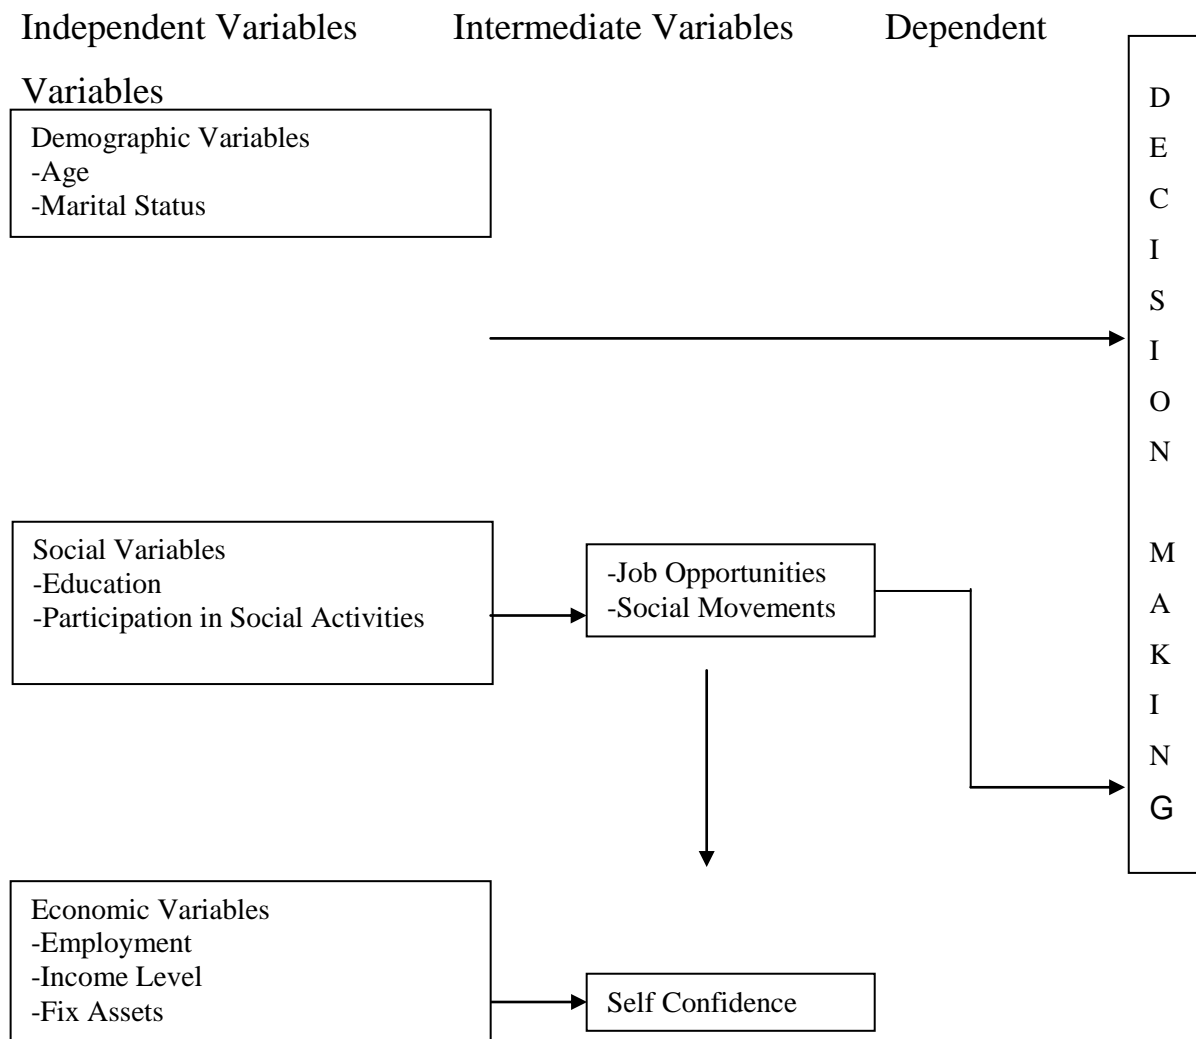 Independent Variables Intermediate Variables Dependent
Variables
Demographic Variables
-Age
-Marital Status
Social Variables
-Education
-Participation in Social Activities
-Job Opportunities
-Social Movements
Economic Variables
-Employment
-Income Level
-Fix Assets
Self Confidence
D
E
C
I
S
I
O
N
M
A
K
I
N
G